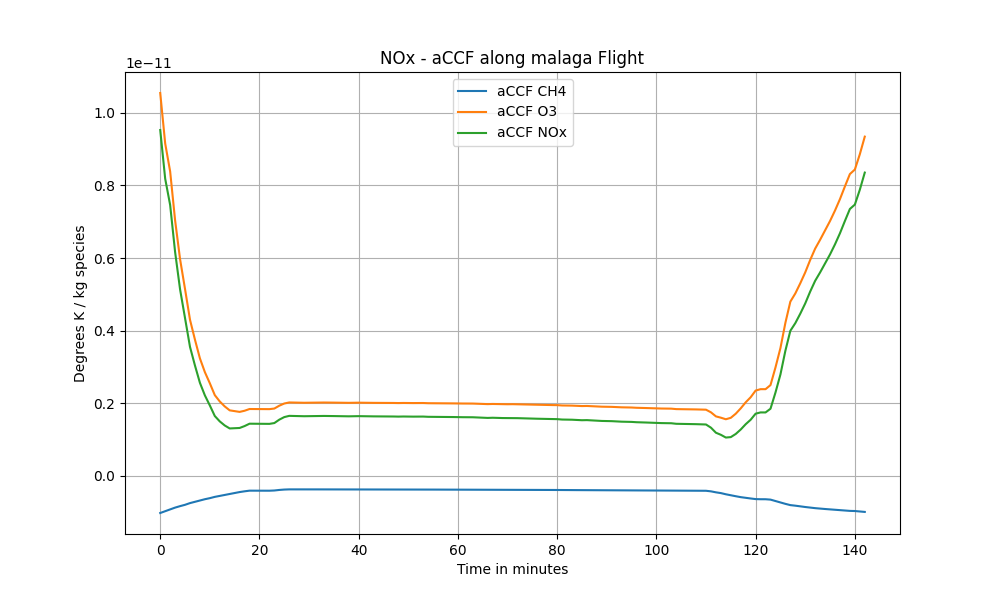 NOx - aCCF along malaga Flight
1e−11
aCCF CH4
aCCF O3
aCCF NOx
1.0
0.8
0.6
0.4
0.2
0.0
Degrees K / kg species
0 20 40 60 80 100 120 140
Time in minutes